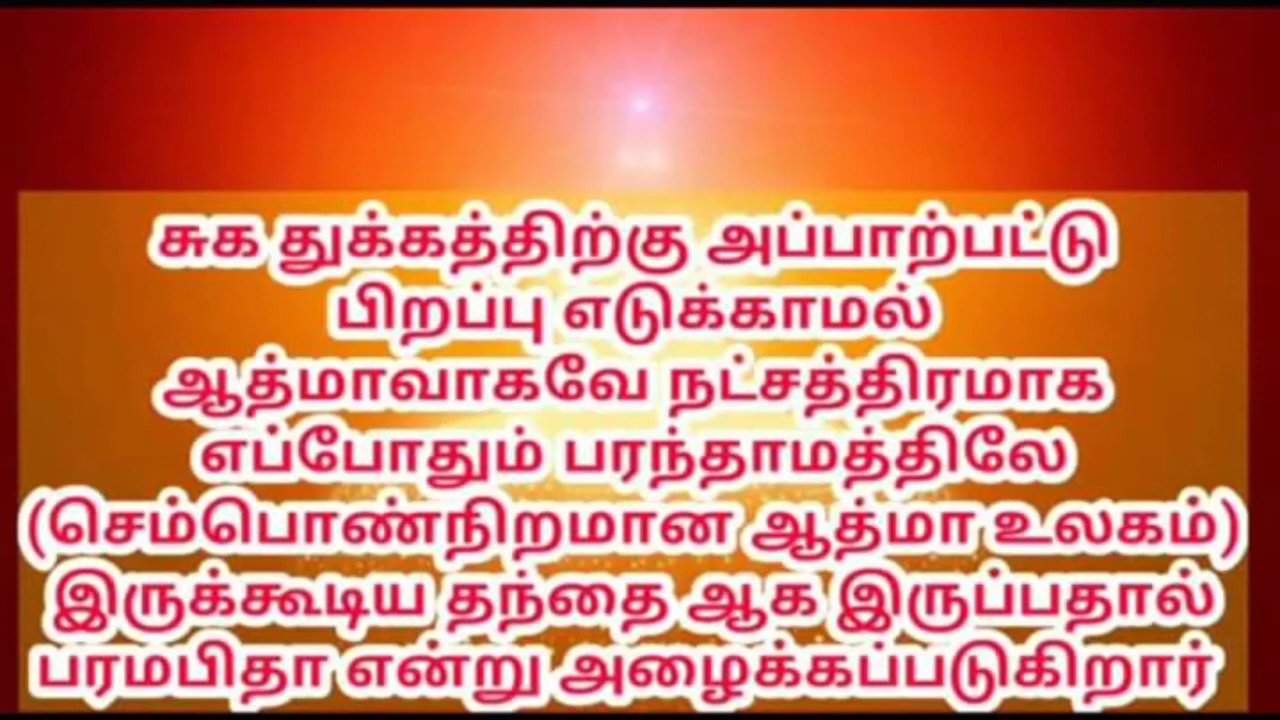 சுக துக்கத்திற்கு அப்பாற்பட்டு
பிறப்பு எடுக்காமல்
ஆத்மாவாகவே நட்சத்திரமாக
எப்போதும் பரந்தாமத்திலே
(செம்பொண்நிறமான ஆத்மா உலகம்)
இருக்கூடிய தந்தை ஆக இருப்பதால்
பரமபிதா என்று அழைக்கப்படுகிறார்